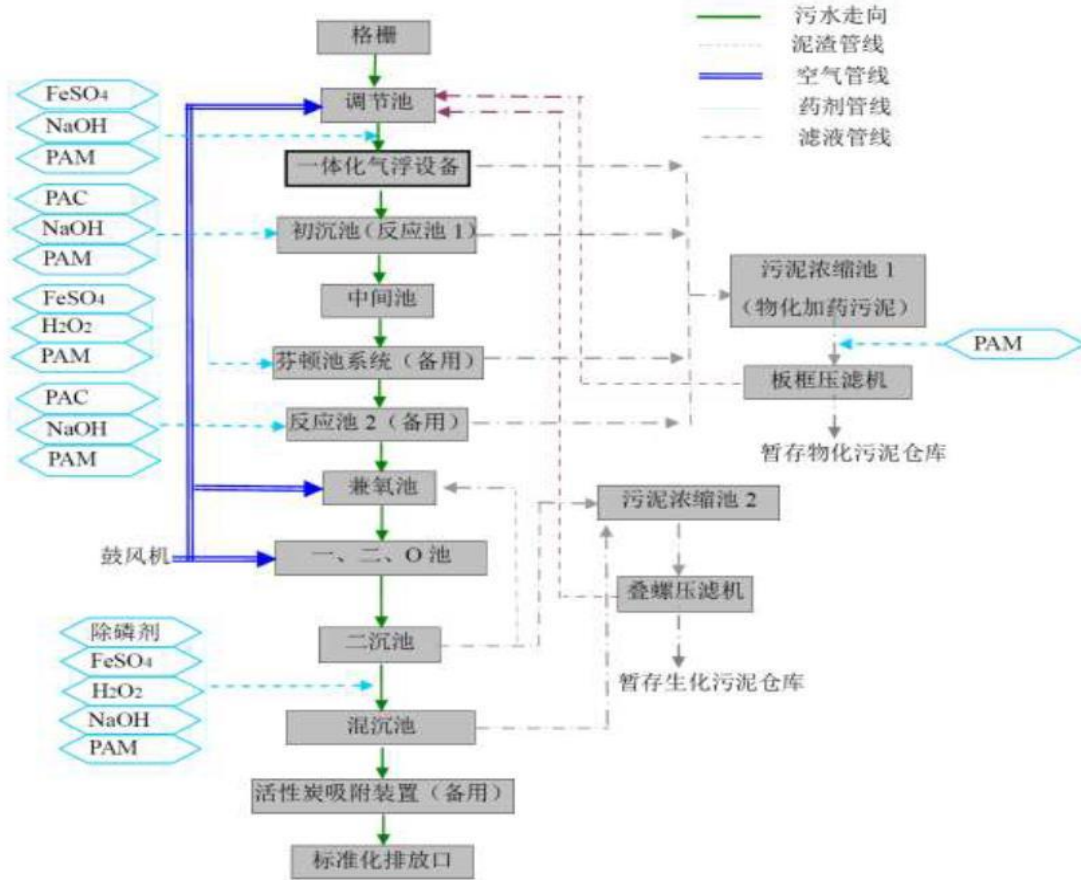 格栅
调节池
一体化气浮设备
初沉池(反应池 1)
中间池
芬顿池系统（备用）
反应池 2（备用）
兼氧池
一、二、O 池
二沉池
混沉池
活性炭吸附装置（备用）
标准化排放口
FeSO₄
NaOH
PAM
PAC
NaOH
PAM
FeSO₄
H₂O₂
PAM
PAC
NaOH
PAM
鼓风机
除磷剂
FeSO₄
H₂O₂
NaOH
PAM
污水走向
泥渣管线
空气管线
药剂管线
滤液管线
污泥浓缩池 1
（物化加药污泥）
PAM
板框压滤机
暂存物化污泥仓库
污泥浓缩池 2
叠螺压滤机
暂存生化污泥仓库